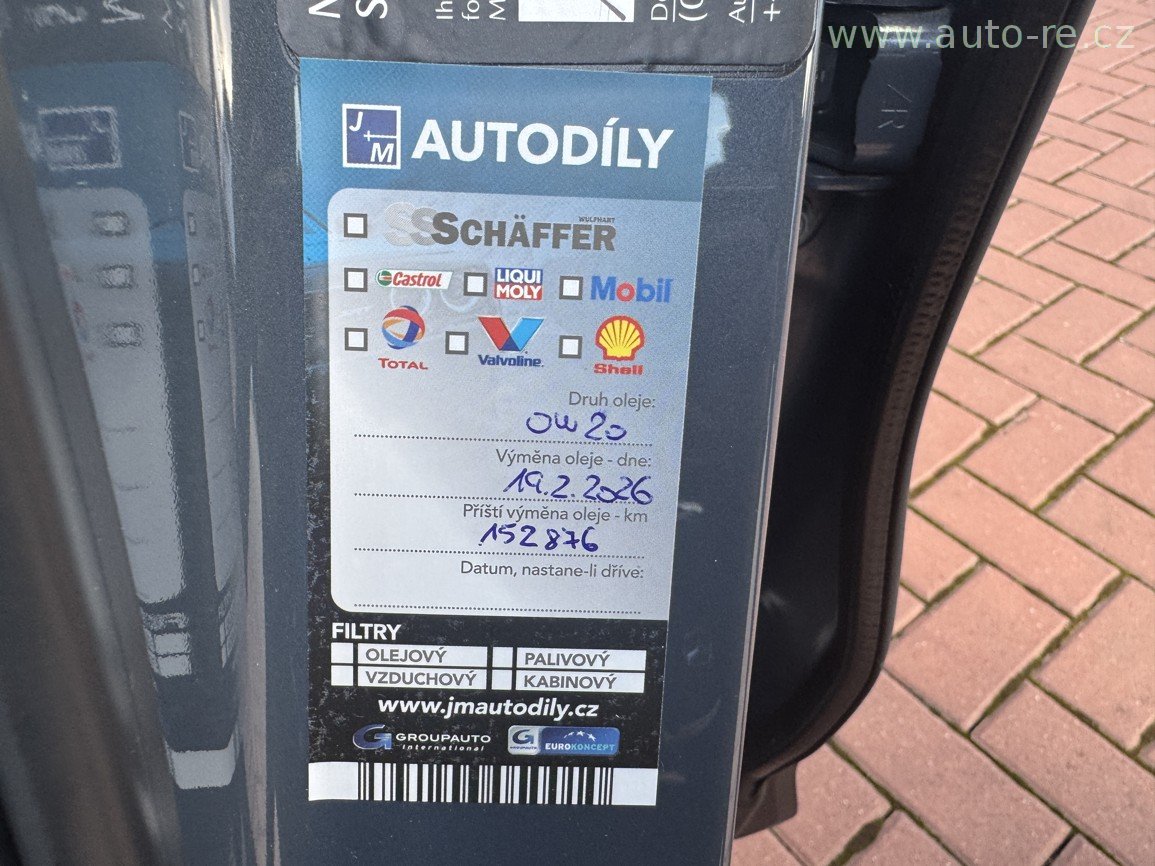 www.auto-re.cz
J+M AUTODÍLY
WULFHART
SCHÄFFER
Castrol LIQUI MOLY Mobil
TOTAL Valvoline. Shell
Druh oleje:
0W20
Výměna oleje - dne:
19.2.2026
Příští výměna oleje - km
152876
Datum, nastane-li dříve:
FILTRY
OLEJOVÝ PALIVOVÝ
VZDUCHOVÝ KABINOVÝ
www.jmautodily.cz
GROUPAUTO International GROUPAUTO EUROKONCEPT